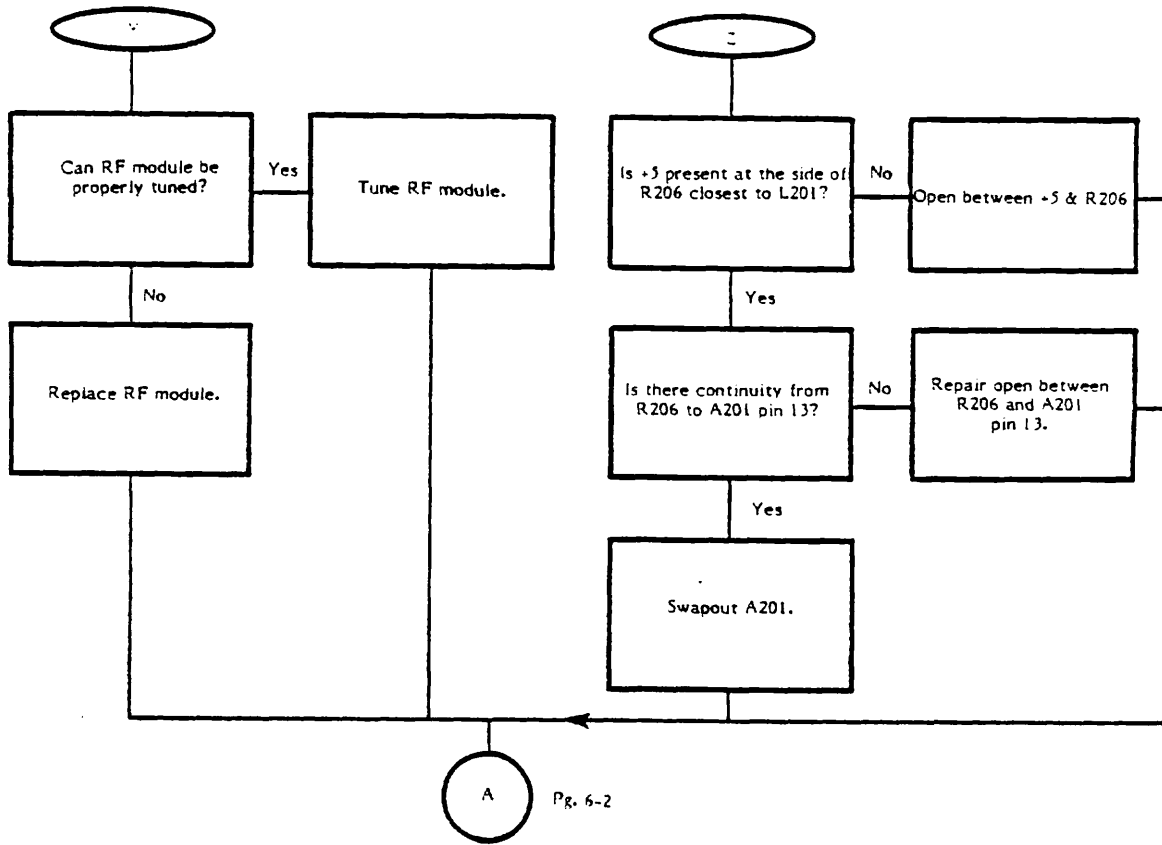 Can RF module be
properly tuned?
Yes
Tune RF module.
No
Replace RF module.
Is +5 present at the side of
R206 closest to L201?
No
Open between +5 & R206
Yes
Is there continuity from
R206 to A201 pin 13?
No
Repair open between
R206 and A201
pin 13.
Yes
Swapout A201.
A
Pg. 6-2